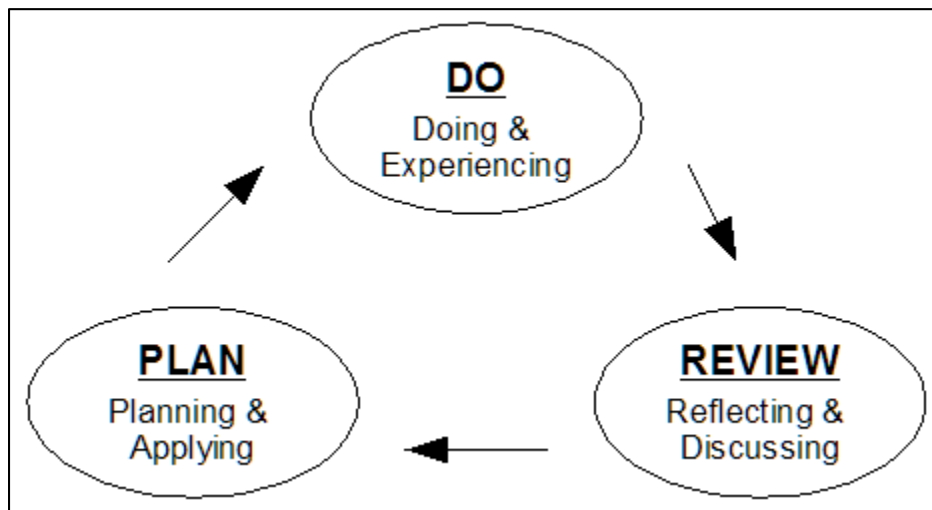 DO
Doing &
Experiencing
PLAN
Planning &
Applying
REVIEW
Reflecting &
Discussing